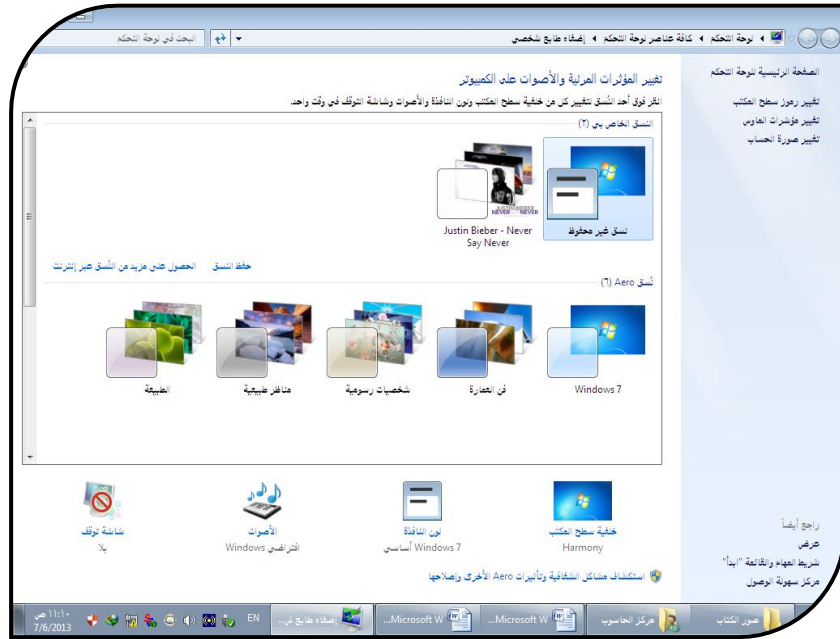 لوحة التحكم ‹ كافة عناصر لوحة التحكم ‹ إضفاء طابع شخصي
البحث في لوحة التحكم
الصفحة الرئيسية للوحة التحكم
تغيير رموز سطح المكتب
تغيير مؤشرات الماوس
تغيير صورة الحساب
تغيير المؤثرات المرئية والأصوات على الكمبيوتر
انقر فوق أحد النُسق لتغيير كل من خلفية سطح المكتب ولون النافذة والأصوات وشاشة التوقف في وقت واحد.
النسق الخاص بي (٢)
نسق غير محفوظ
JUSTIN BIEBER
NEVER NEVER
Justin Bieber - Never
Say Never
حفظ النسق
الحصول على مزيد من النُسق عبر إنترنت
نُسق Aero (٦)
Windows 7
فن العمارة
شخصيات رسومية
مناظر طبيعية
الطبيعة
خلفية سطح المكتب
Harmony
لون النافذة
Windows 7 أساسي
الأصوات
افتراضي Windows
شاشة توقف
بلا
استكشاف مشاكل الشفافية وتأثيرات Aero الأخرى وإصلاحها
راجع أيضاً
عرض
شريط المهام والقائمة "ابدأ"
مركز سهولة الوصول
صور الكتاب
مركز الحاسوب
Microsoft W...
Microsoft W...
إضفاء طابع ش...
EN
١١:١٠ ص
7/6/2013